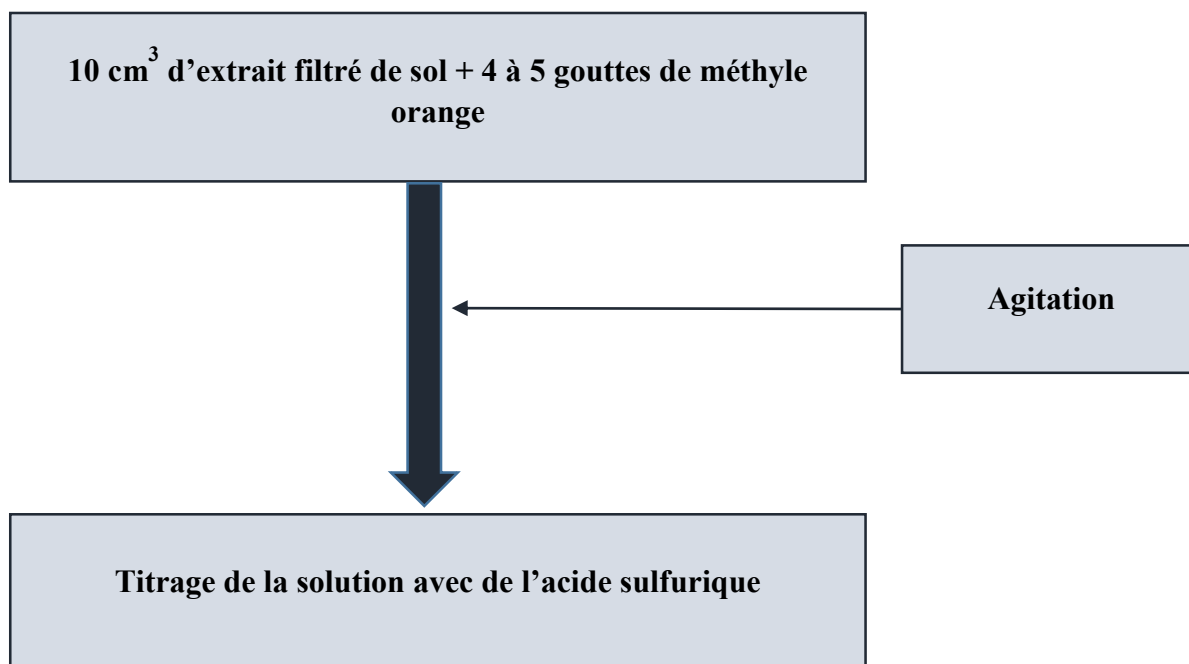 10 cm³ d’extrait filtré de sol + 4 à 5 gouttes de méthyle
orange
Agitation
Titrage de la solution avec de l’acide sulfurique